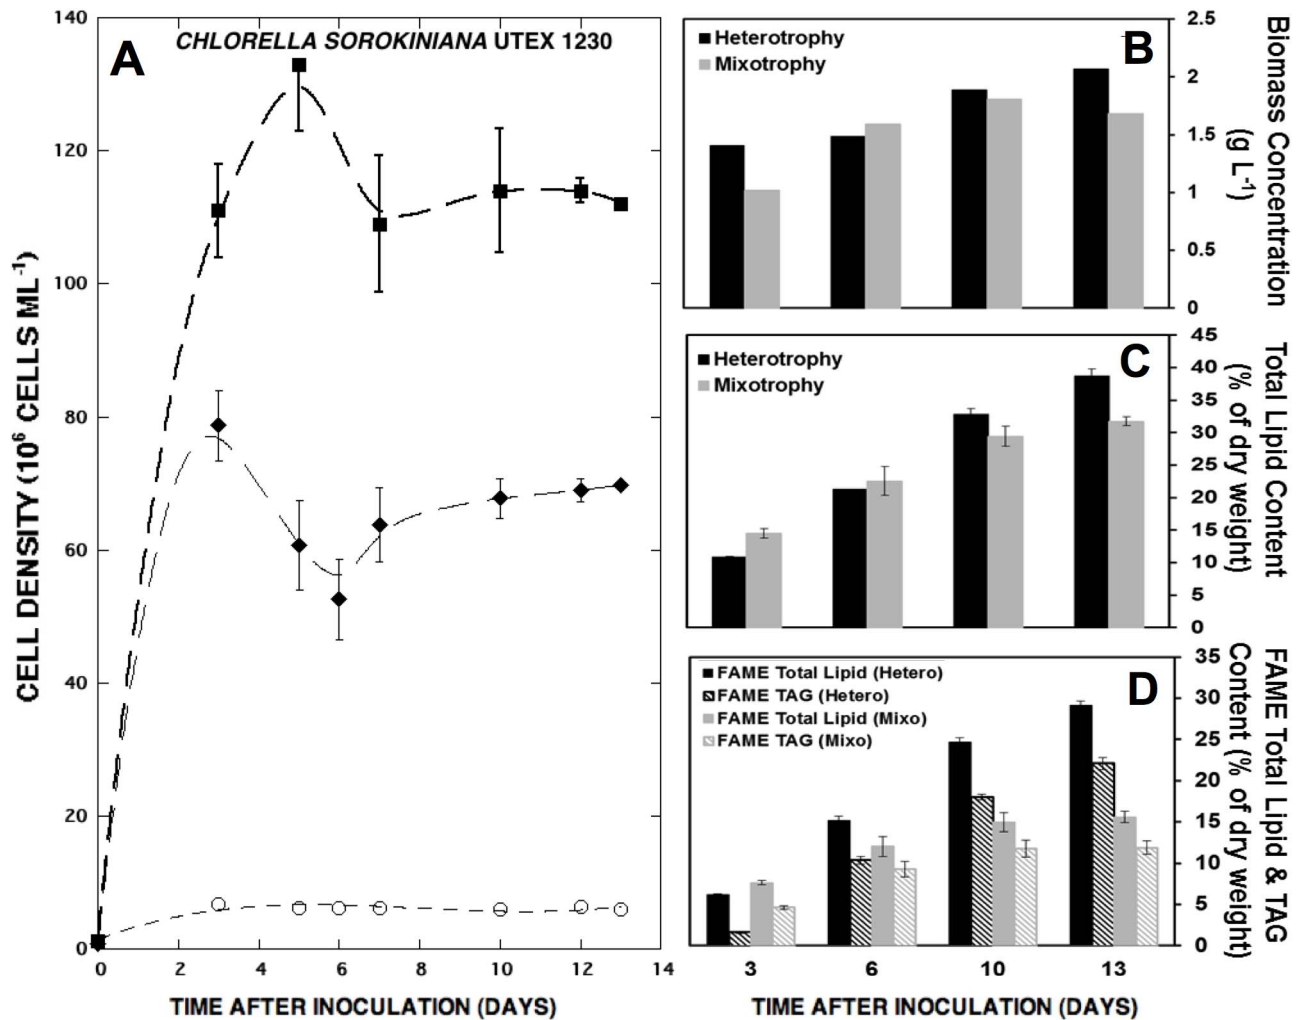 CHLORELLA SOROKINIANA UTEX 1230
A
140
120
100
80
60
40
20
0
CELL DENSITY (10⁶ CELLS ML⁻¹)
0 2 4 6 8 10 12 14
TIME AFTER INOCULATION (DAYS)
B
Heterotrophy
Mixotrophy
2.5
2
1.5
1
0.5
0
Biomass Concentration
(g L⁻¹)
C
Heterotrophy
Mixotrophy
45
40
35
30
25
20
15
10
5
0
Total Lipid Content
(% of dry weight)
D
FAME Total Lipid (Hetero)
FAME TAG (Hetero)
FAME Total Lipid (Mixo)
FAME TAG (Mixo)
35
30
25
20
15
10
5
0
FAME Total Lipid & TAG
Content (% of dry weight)
3 6 10 13
TIME AFTER INOCULATION (DAYS)